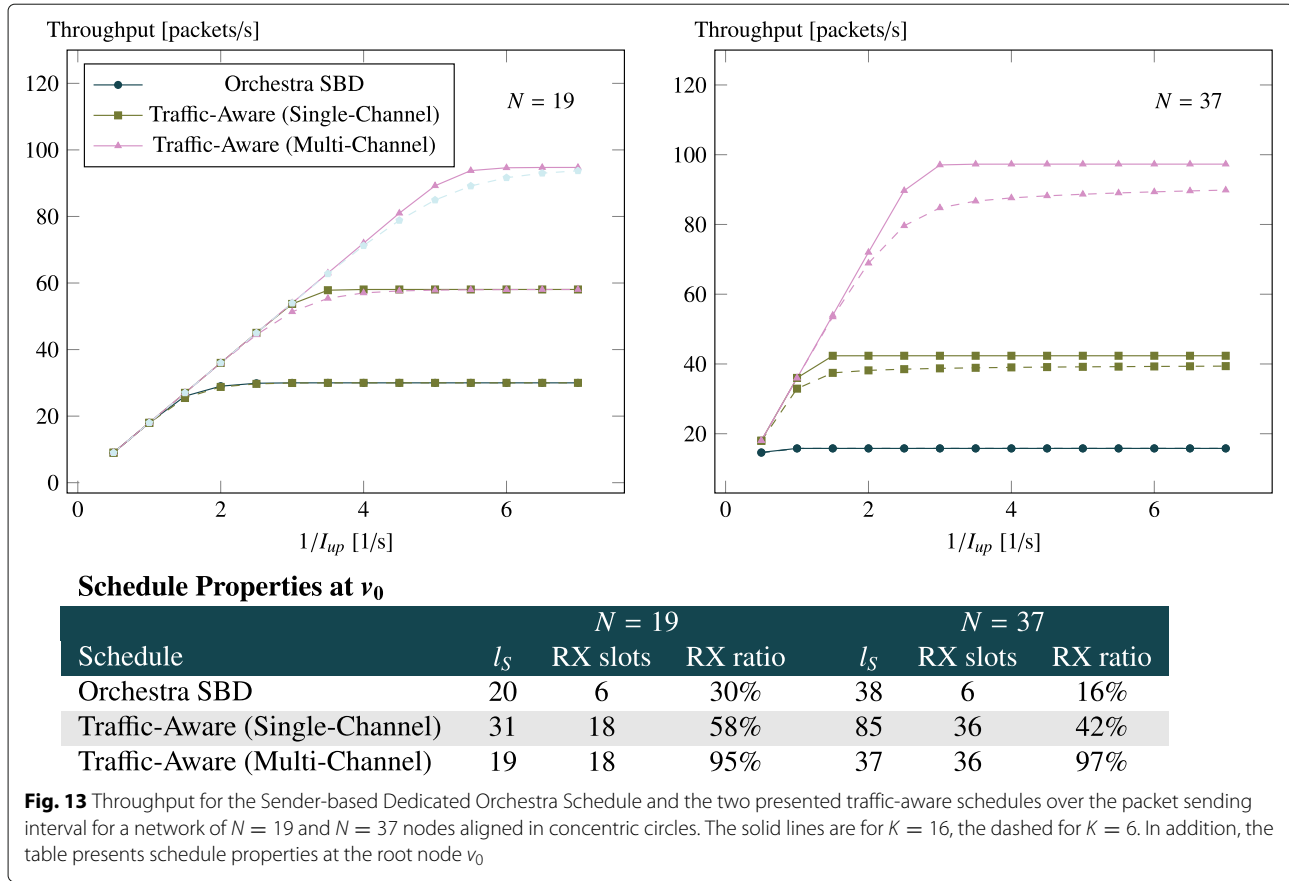 Throughput [packets/s]
120
100
80
60
40
20
0
Orchestra SBD
Traffic-Aware (Single-Channel)
Traffic-Aware (Multi-Channel)
N = 19
0 2 4 6
1/I_up [1/s]
Throughput [packets/s]
120
100
80
60
40
20
N = 37
0 2 4 6
1/I_up [1/s]
Schedule Properties at v_0
N = 19 N = 37
Schedule l_S RX slots RX ratio l_S RX slots RX ratio
Orchestra SBD 20 6 30% 38 6 16%
Traffic-Aware (Single-Channel) 31 18 58% 85 36 42%
Traffic-Aware (Multi-Channel) 19 18 95% 37 36 97%
Fig. 13 Throughput for the Sender-based Dedicated Orchestra Schedule and the two presented traffic-aware schedules over the packet sending
interval for a network of N = 19 and N = 37 nodes aligned in concentric circles. The solid lines are for K = 16, the dashed for K = 6. In addition, the
table presents schedule properties at the root node v_0